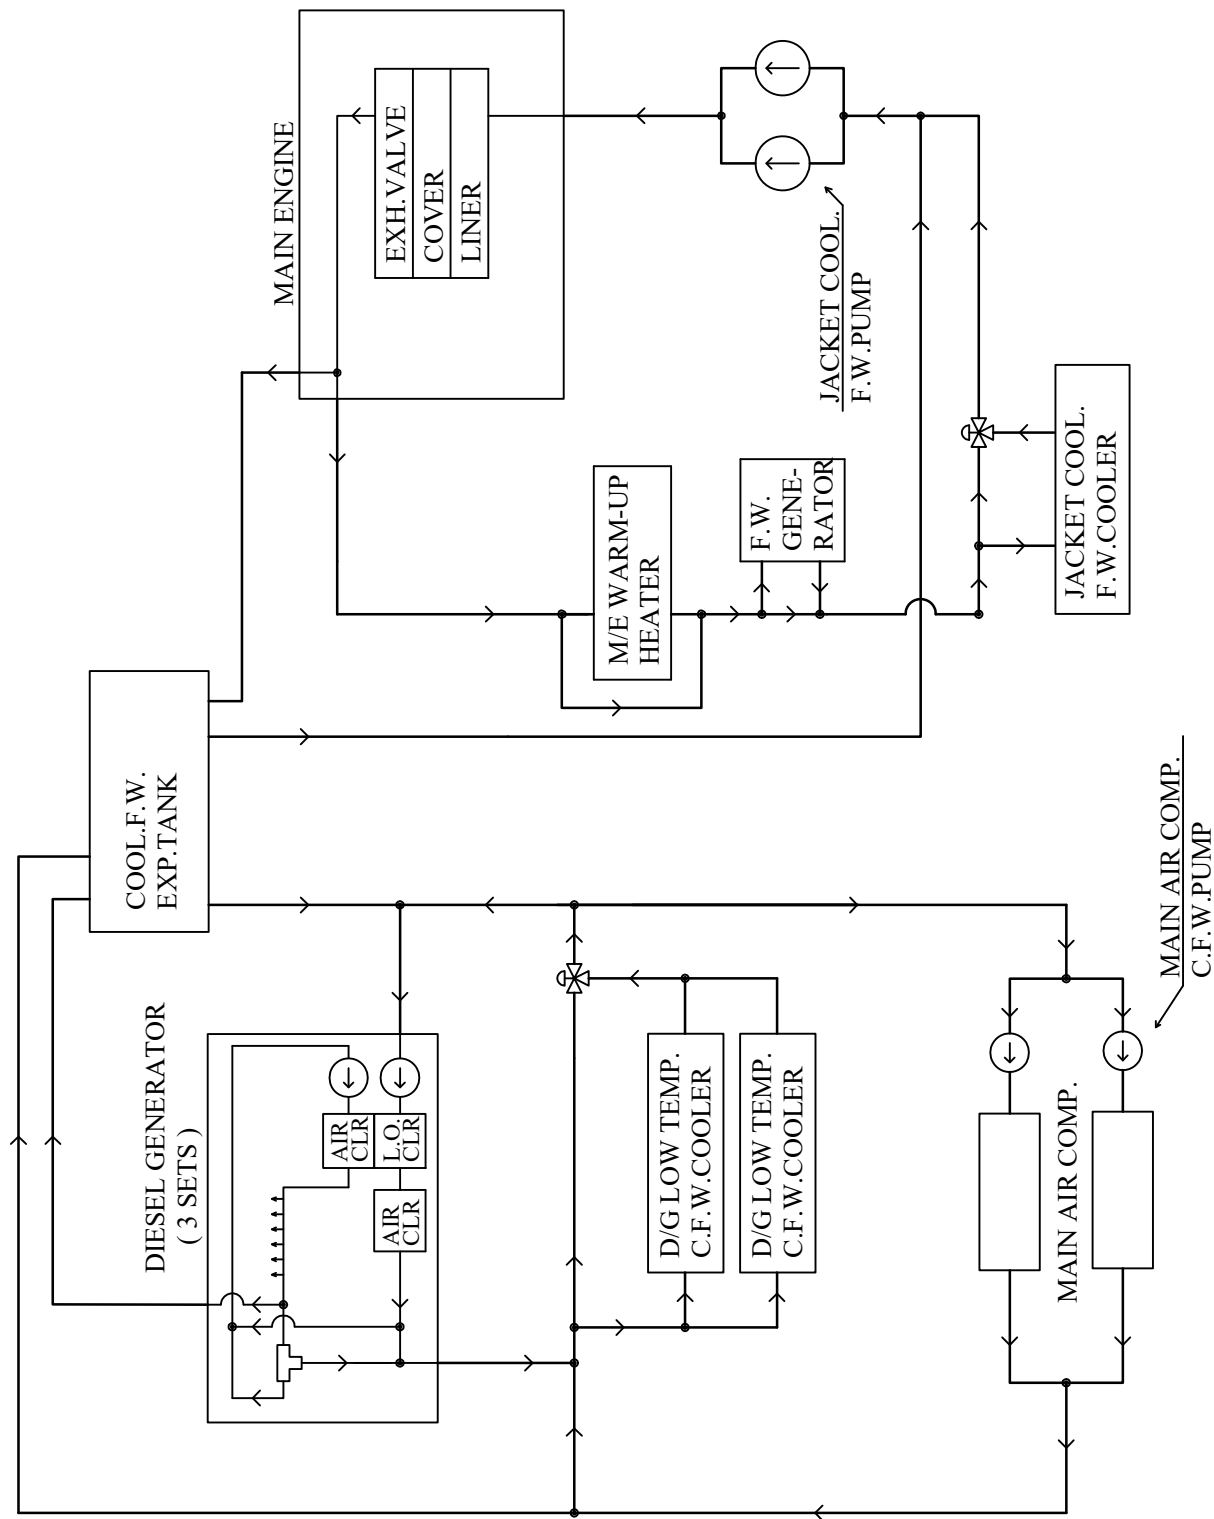 MAIN ENGINE
EXH.VALVE
COVER
LINER
JACKET COOL.
F.W.PUMP
M/E WARM-UP
HEATER
F.W.
GENE-
RATOR
JACKET COOL.
F.W.COOLER
COOL.F.W.
EXP.TANK
DIESEL GENERATOR
( 3 SETS )
AIR
CLR
L.O.
CLR
AIR
CLR
D/G LOW TEMP.
C.F.W.COOLER
D/G LOW TEMP.
C.F.W.COOLER
MAIN AIR COMP.
MAIN AIR COMP.
C.F.W.PUMP